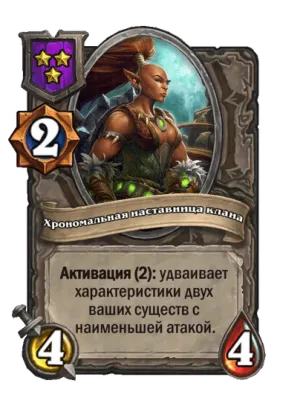 2
Хрономальная наставница клана
Активация (2): удваивает
характеристики двух
ваших существ с
наименьшей атакой.
4
4